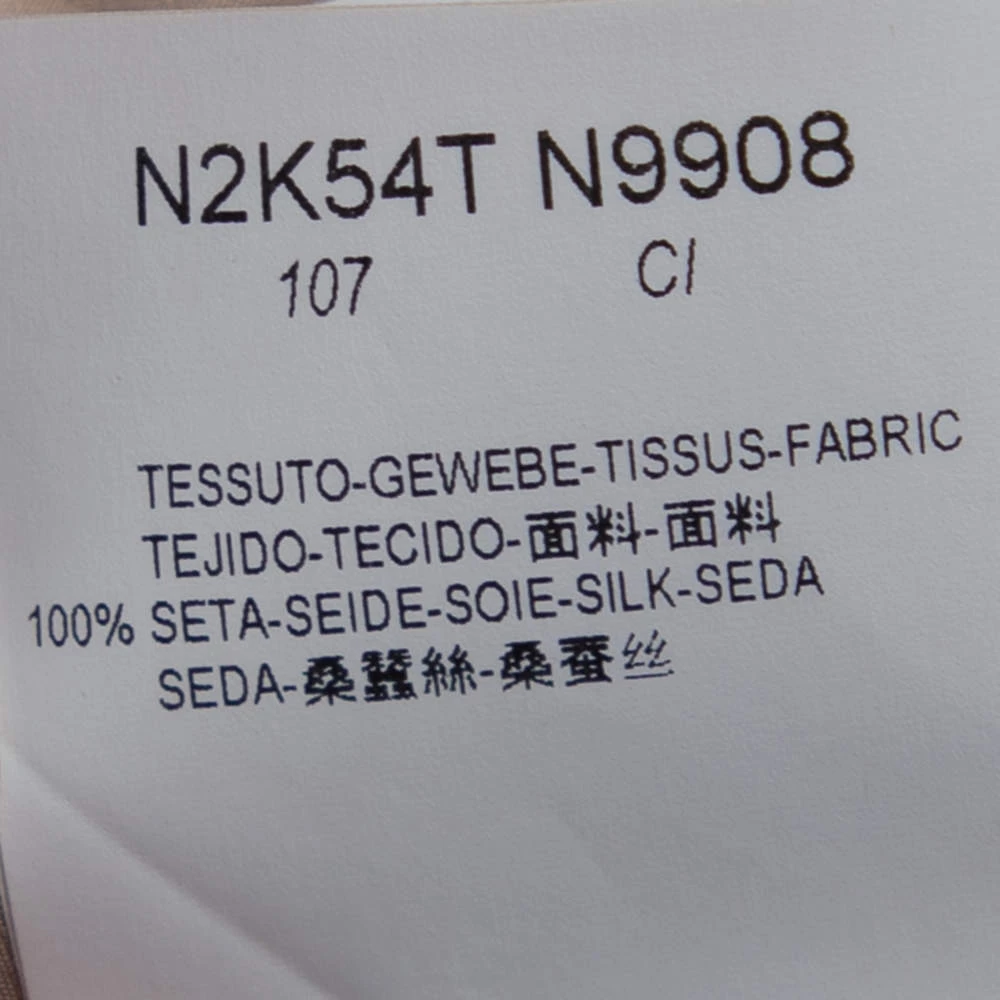 N2K54T N9908
107 CI
TESSUTO-GEWEBE-TISSUS-FABRIC
TEJIDO-TECIDO-面料-面料
100% SETA-SEIDE-SOIE-SILK-SEDA
SEDA-桑蠶絲-桑蚕丝